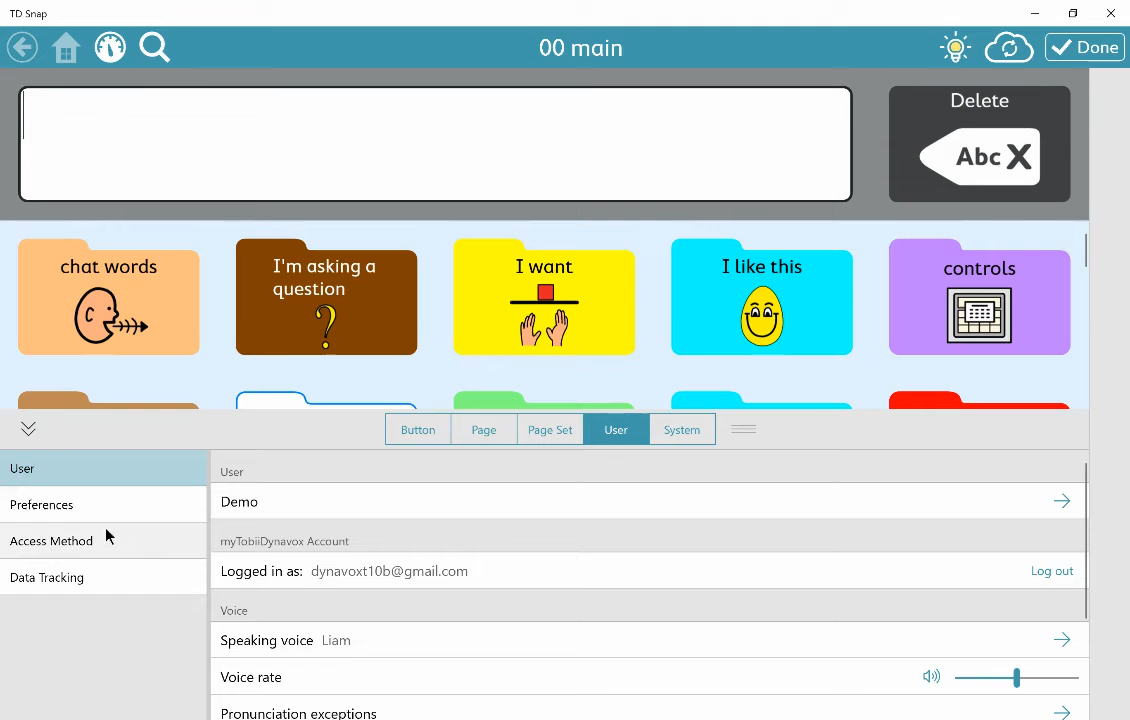 TD Snap
00 main
Done
Delete
Abc X
chat words
I'm asking a
question
?
I want
I like this
controls
Button
Page
Page Set
User
System
User
Preferences
Access Method
Data Tracking
User
Demo
myTobiiDynavox Account
Logged in as: dynavoxt10b@gmail.com
Log out
Voice
Speaking voice Liam
Voice rate
Pronunciation exceptions